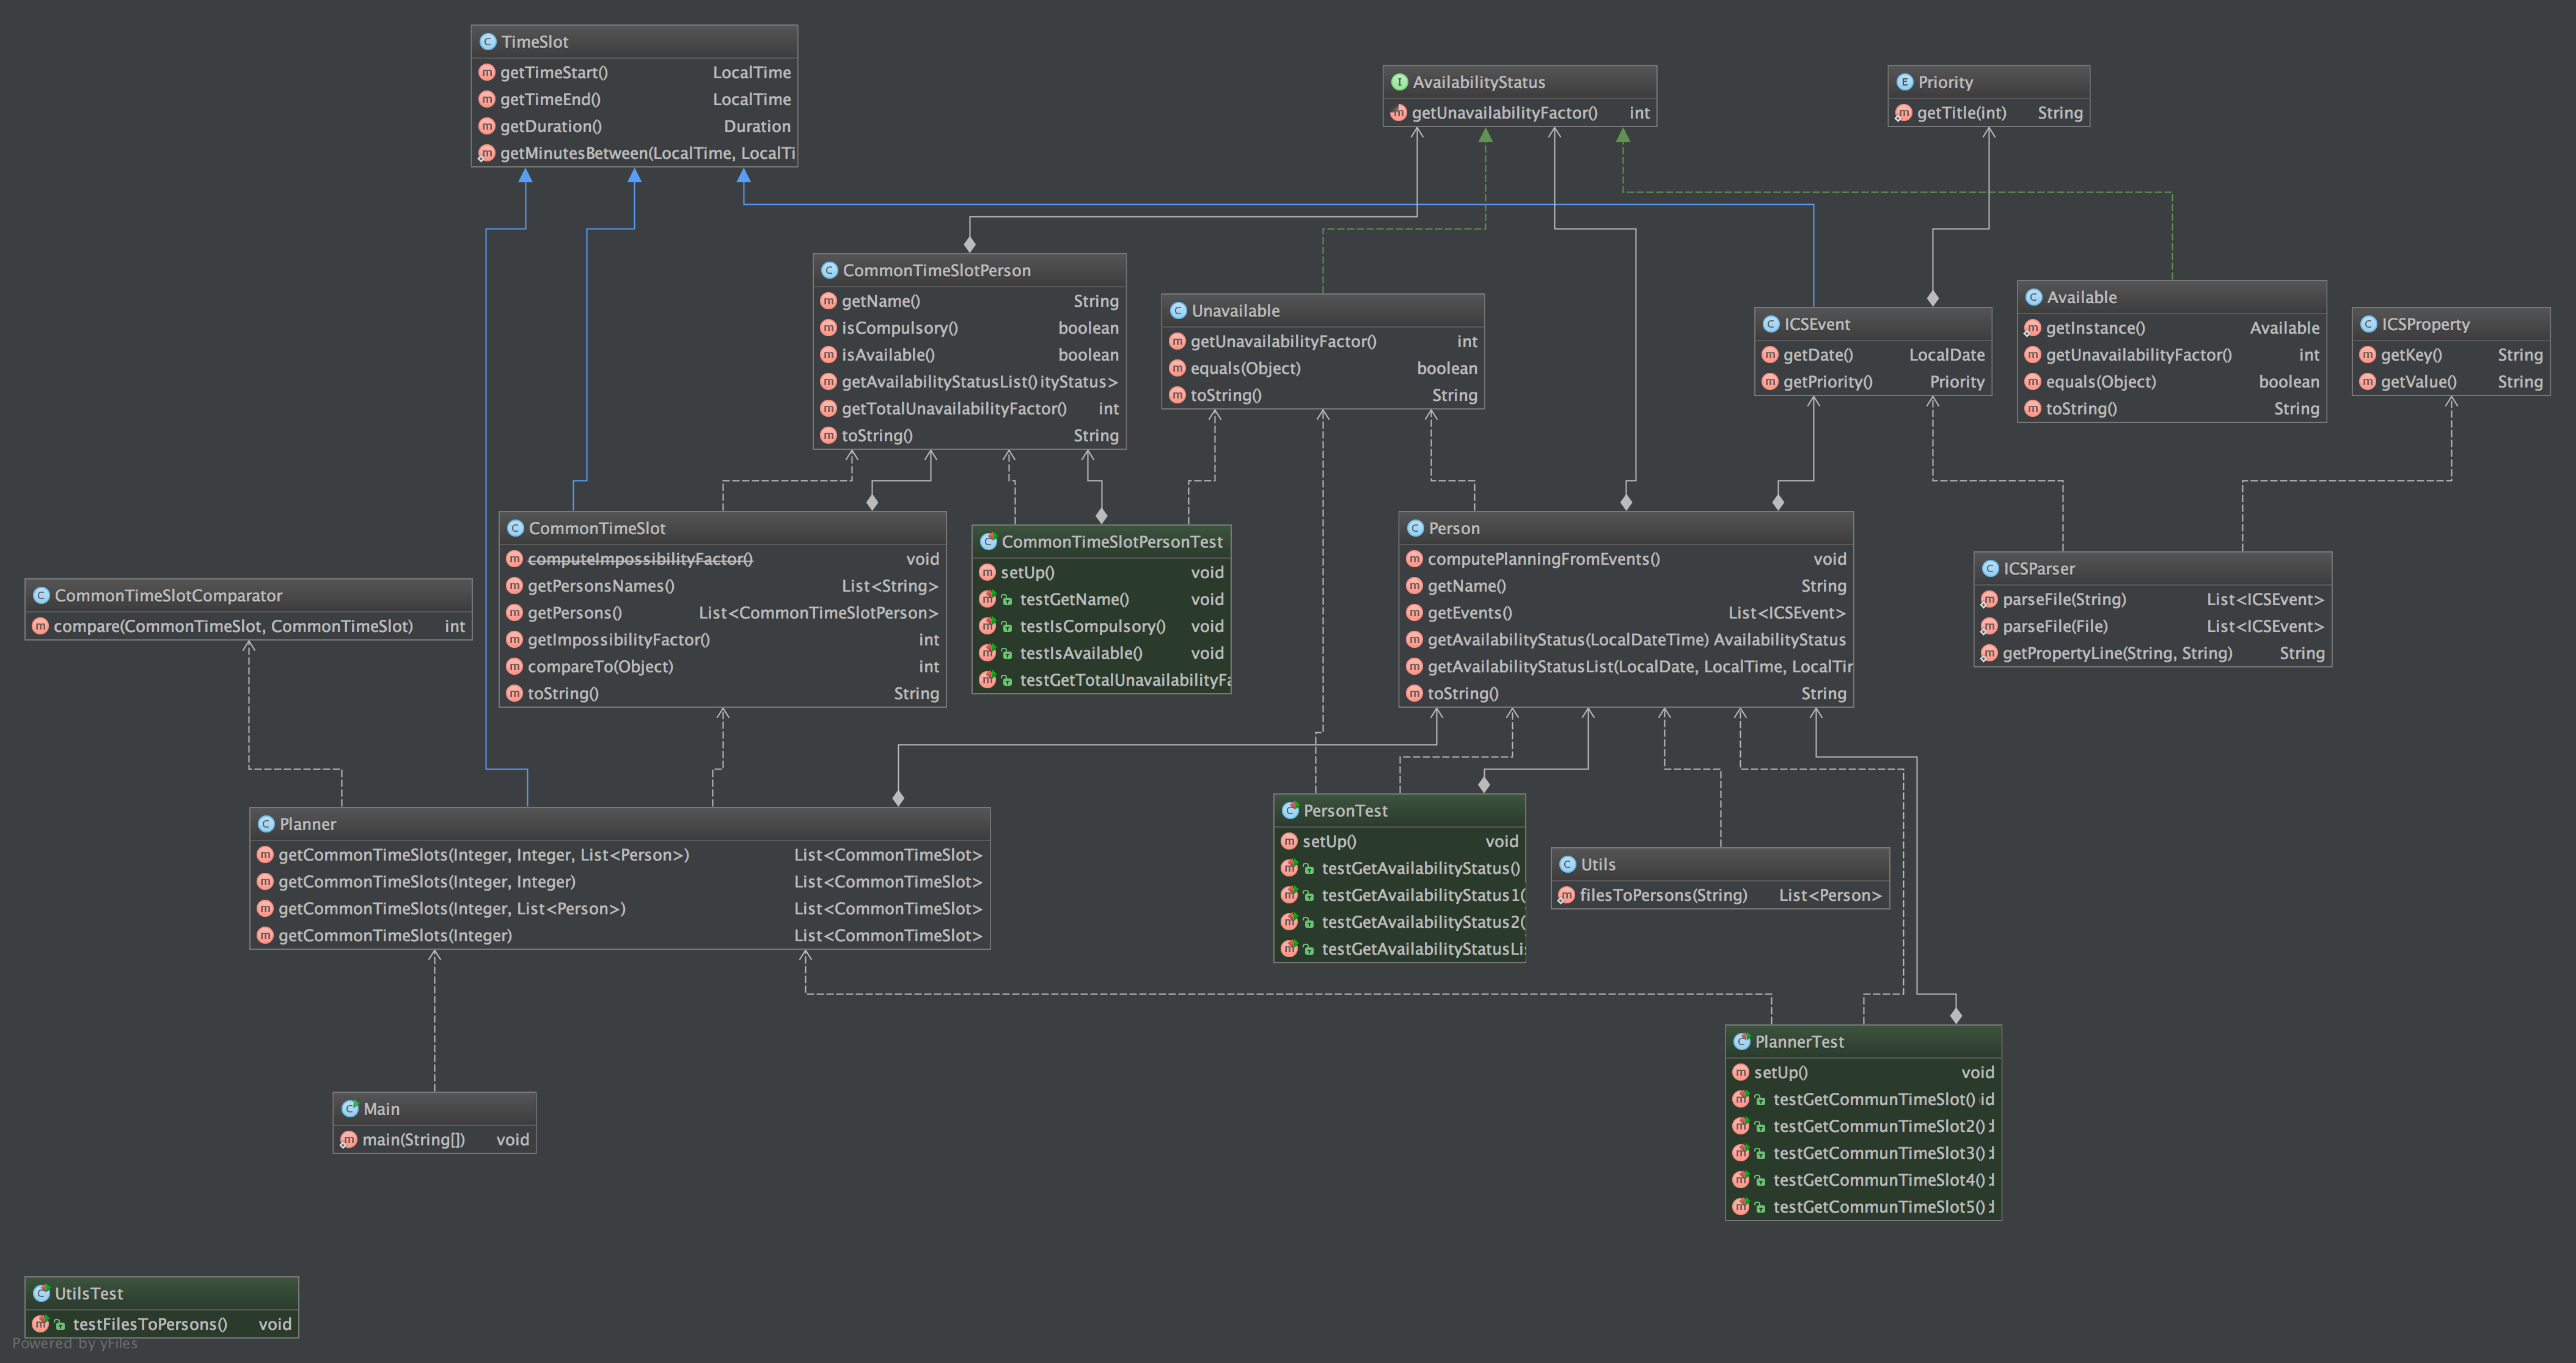 TimeSlot
getTimeStart() LocalTime
getTimeEnd() LocalTime
getDuration() Duration
getMinutesBetween(LocalTime, LocalTi
AvailabilityStatus
getUnavailabilityFactor() int
Priority
getTitle(int) String
CommonTimeSlotPerson
getName() String
isCompulsory() boolean
isAvailable() boolean
getAvailabilityStatusList() ityStatus>
getTotalUnavailabilityFactor() int
toString() String
Unavailable
getUnavailabilityFactor() int
equals(Object) boolean
toString() String
ICSEvent
getDate() LocalDate
getPriority() Priority
Available
getInstance() Available
getUnavailabilityFactor() int
equals(Object) boolean
toString() String
ICSProperty
getKey() String
getValue() String
CommonTimeSlotComparator
compare(CommonTimeSlot, CommonTimeSlot) int
CommonTimeSlot
computeImpossibilityFactor() void
getPersonsNames() List<String>
getPersons() List<CommonTimeSlotPerson>
getImpossibilityFactor() int
compareTo(Object) int
toString() String
CommonTimeSlotPersonTest
setUp() void
testGetName() void
testIsCompulsory() void
testIsAvailable() void
testGetTotalUnavailabilityFa
Person
computePlanningFromEvents() void
getName() String
getEvents() List<ICSEvent>
getAvailabilityStatus(LocalDateTime) AvailabilityStatus
getAvailabilityStatusList(LocalDate, LocalTime, LocalTir
toString() String
ICSParser
parseFile(String) List<ICSEvent>
parseFile(File) List<ICSEvent>
getPropertyLine(String, String) String
Planner
getCommonTimeSlots(Integer, Integer, List<Person>) List<CommonTimeSlot>
getCommonTimeSlots(Integer, Integer) List<CommonTimeSlot>
getCommonTimeSlots(Integer, List<Person>) List<CommonTimeSlot>
getCommonTimeSlots(Integer) List<CommonTimeSlot>
PersonTest
setUp() void
testGetAvailabilityStatus()
testGetAvailabilityStatus1(
testGetAvailabilityStatus2(
testGetAvailabilityStatusLi
Utils
filesToPersons(String) List<Person>
Main
main(String[]) void
PlannerTest
setUp() void
testGetCommunTimeSlot() id
testGetCommunTimeSlot2()
testGetCommunTimeSlot3()
testGetCommunTimeSlot4()
testGetCommunTimeSlot5()
UtilsTest
testFilesToPersons() void
Powered by yFiles